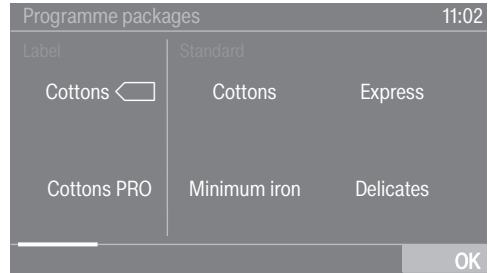 Programme packages 11:02
Label Standard
Cottons Cottons Express
Cottons PRO Minimum iron Delicates
OK